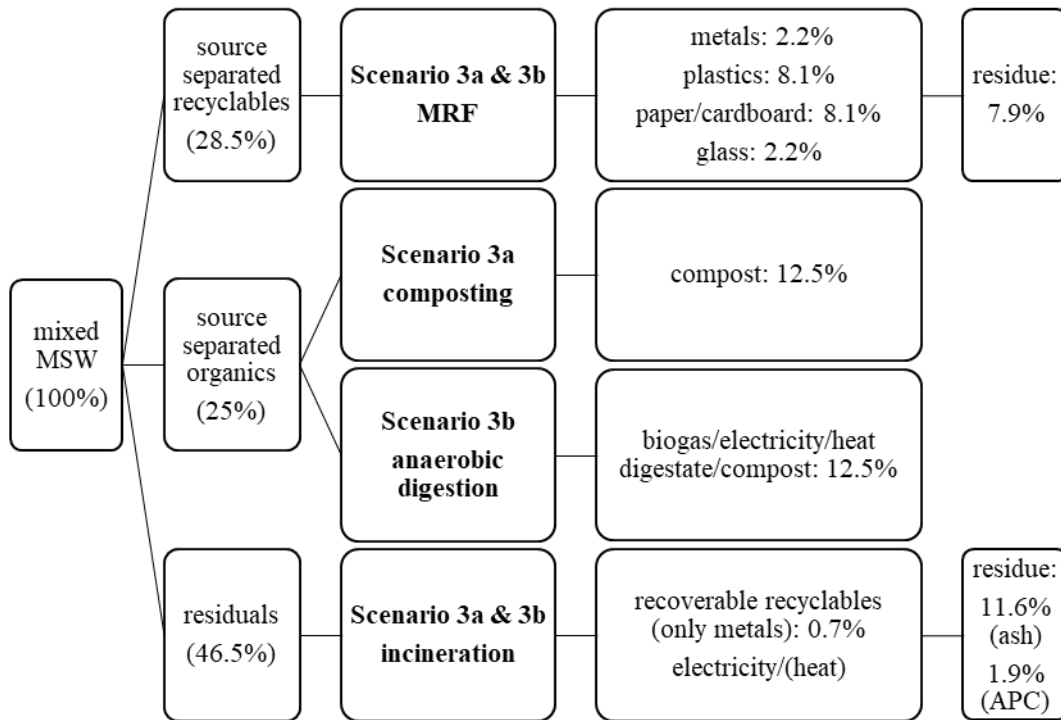 mixed
MSW
(100%)
source
separated
recyclables
(28.5%)
Scenario 3a & 3b
MRF
metals: 2.2%
plastics: 8.1%
paper/cardboard: 8.1%
glass: 2.2%
residue:
7.9%
source
separated
organics
(25%)
Scenario 3a
composting
compost: 12.5%
Scenario 3b
anaerobic
digestion
biogas/electricity/heat
digestate/compost: 12.5%
residuals
(46.5%)
Scenario 3a & 3b
incineration
recoverable recyclables
(only metals): 0.7%
electricity/(heat)
residue:
11.6%
(ash)
1.9%
(APC)